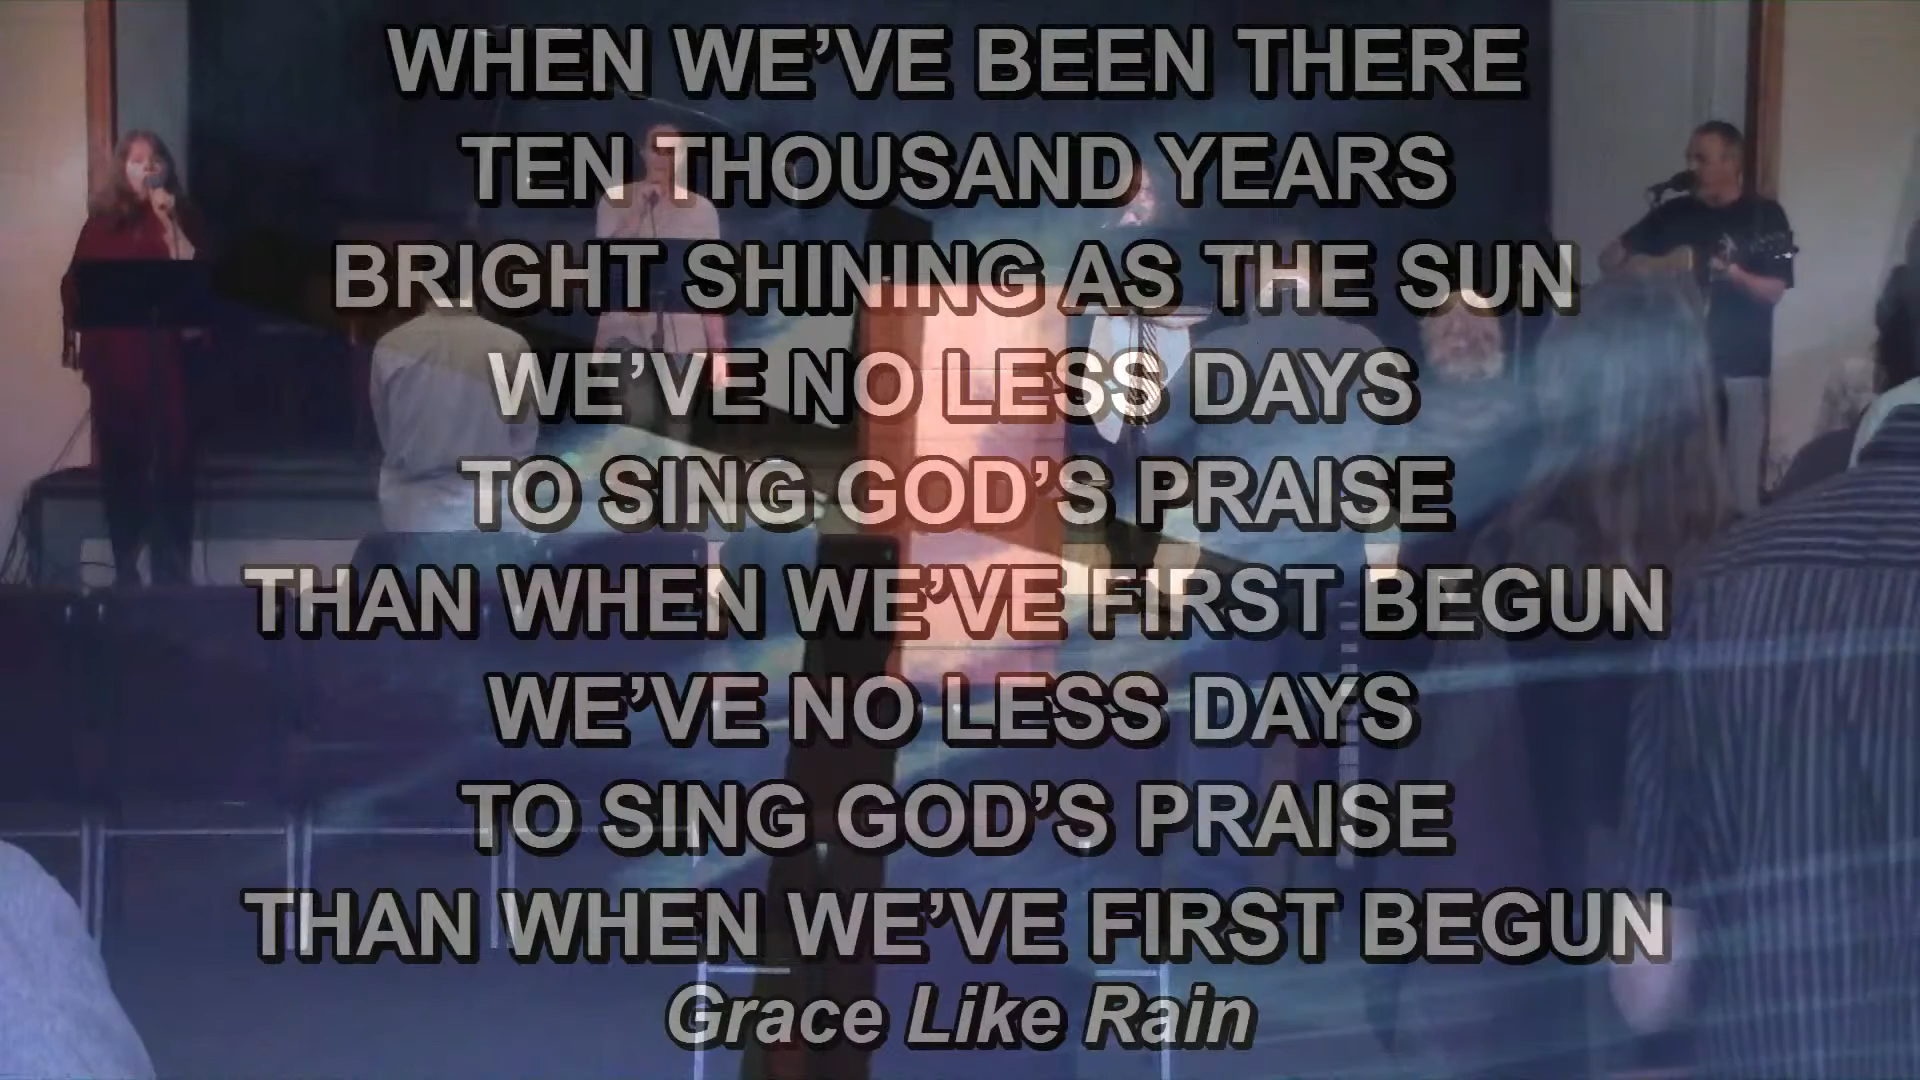 WHEN WE’VE BEEN THERE
TEN THOUSAND YEARS
BRIGHT SHINING AS THE SUN
WE’VE NO LESS DAYS
TO SING GOD’S PRAISE
THAN WHEN WE’VE FIRST BEGUN
WE’VE NO LESS DAYS
TO SING GOD’S PRAISE
THAN WHEN WE’VE FIRST BEGUN
Grace Like Rain